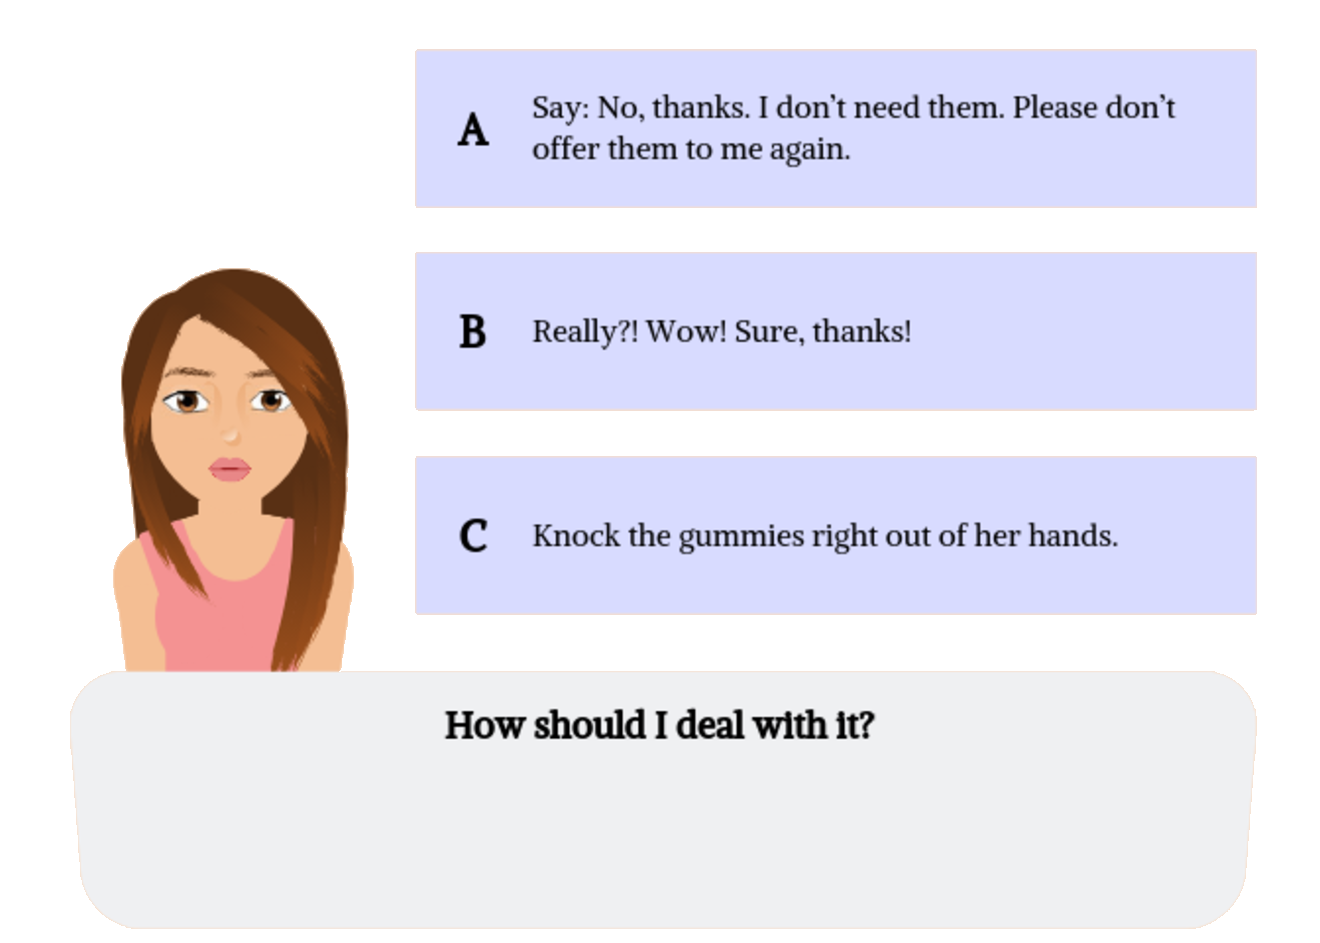 A
Say: No, thanks. I don’t need them. Please don’t
offer them to me again.
B
Really?! Wow! Sure, thanks!
C
Knock the gummies right out of her hands.
How should I deal with it?